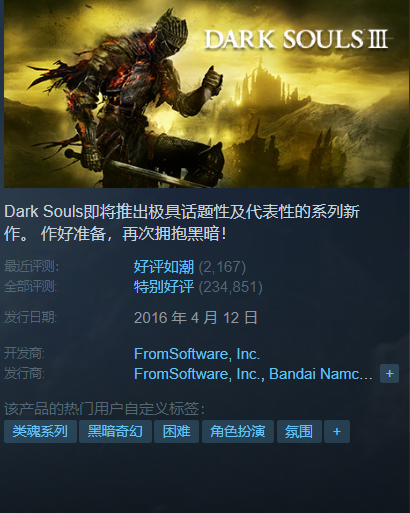 DARK SOULS III
Dark Souls即将推出极具话题性及代表性的系列新
作。 作好准备，再次拥抱黑暗！
最近评测: 好评如潮 (2,167)
全部评测: 特别好评 (234,851)
发行日期: 2016 年 4 月 12 日
开发商: FromSoftware, Inc.
发行商: FromSoftware, Inc., Bandai Namc... +
该产品的热门用户自定义标签:
类魂系列 黑暗奇幻 困难 角色扮演 氛围 +